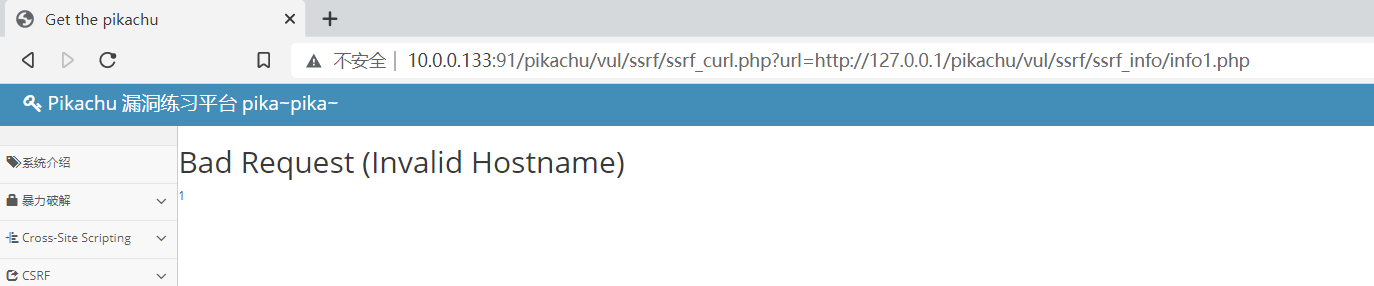 Get the pikachu
不安全 | 10.0.0.133:91/pikachu/vul/ssrf/ssrf_curl.php?url=http://127.0.0.1/pikachu/vul/ssrf/ssrf_info/info1.php
Pikachu 漏洞练习平台 pika~pika~
系统介绍
暴力破解
Cross-Site Scripting
CSRF
Bad Request (Invalid Hostname)
1